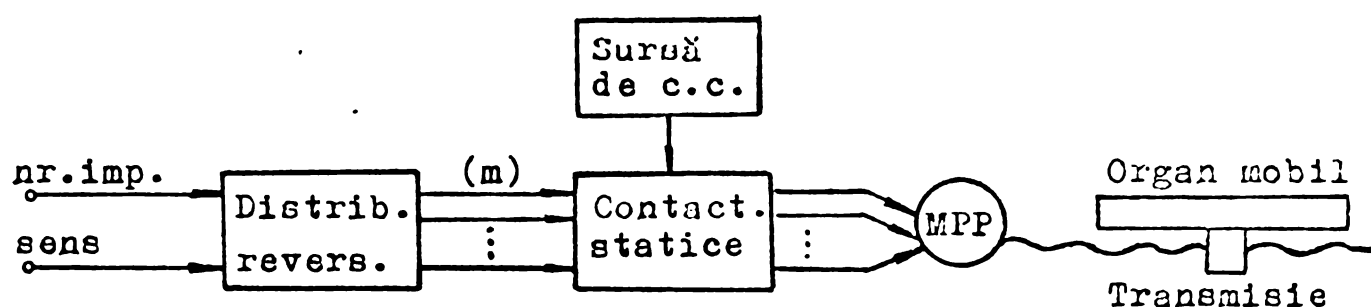 Sursă
de c.c.
nr.imp.
(m)
Organ mobil
Distrib.
revers.
Contact.
statice
MPP
sens
Transmisie